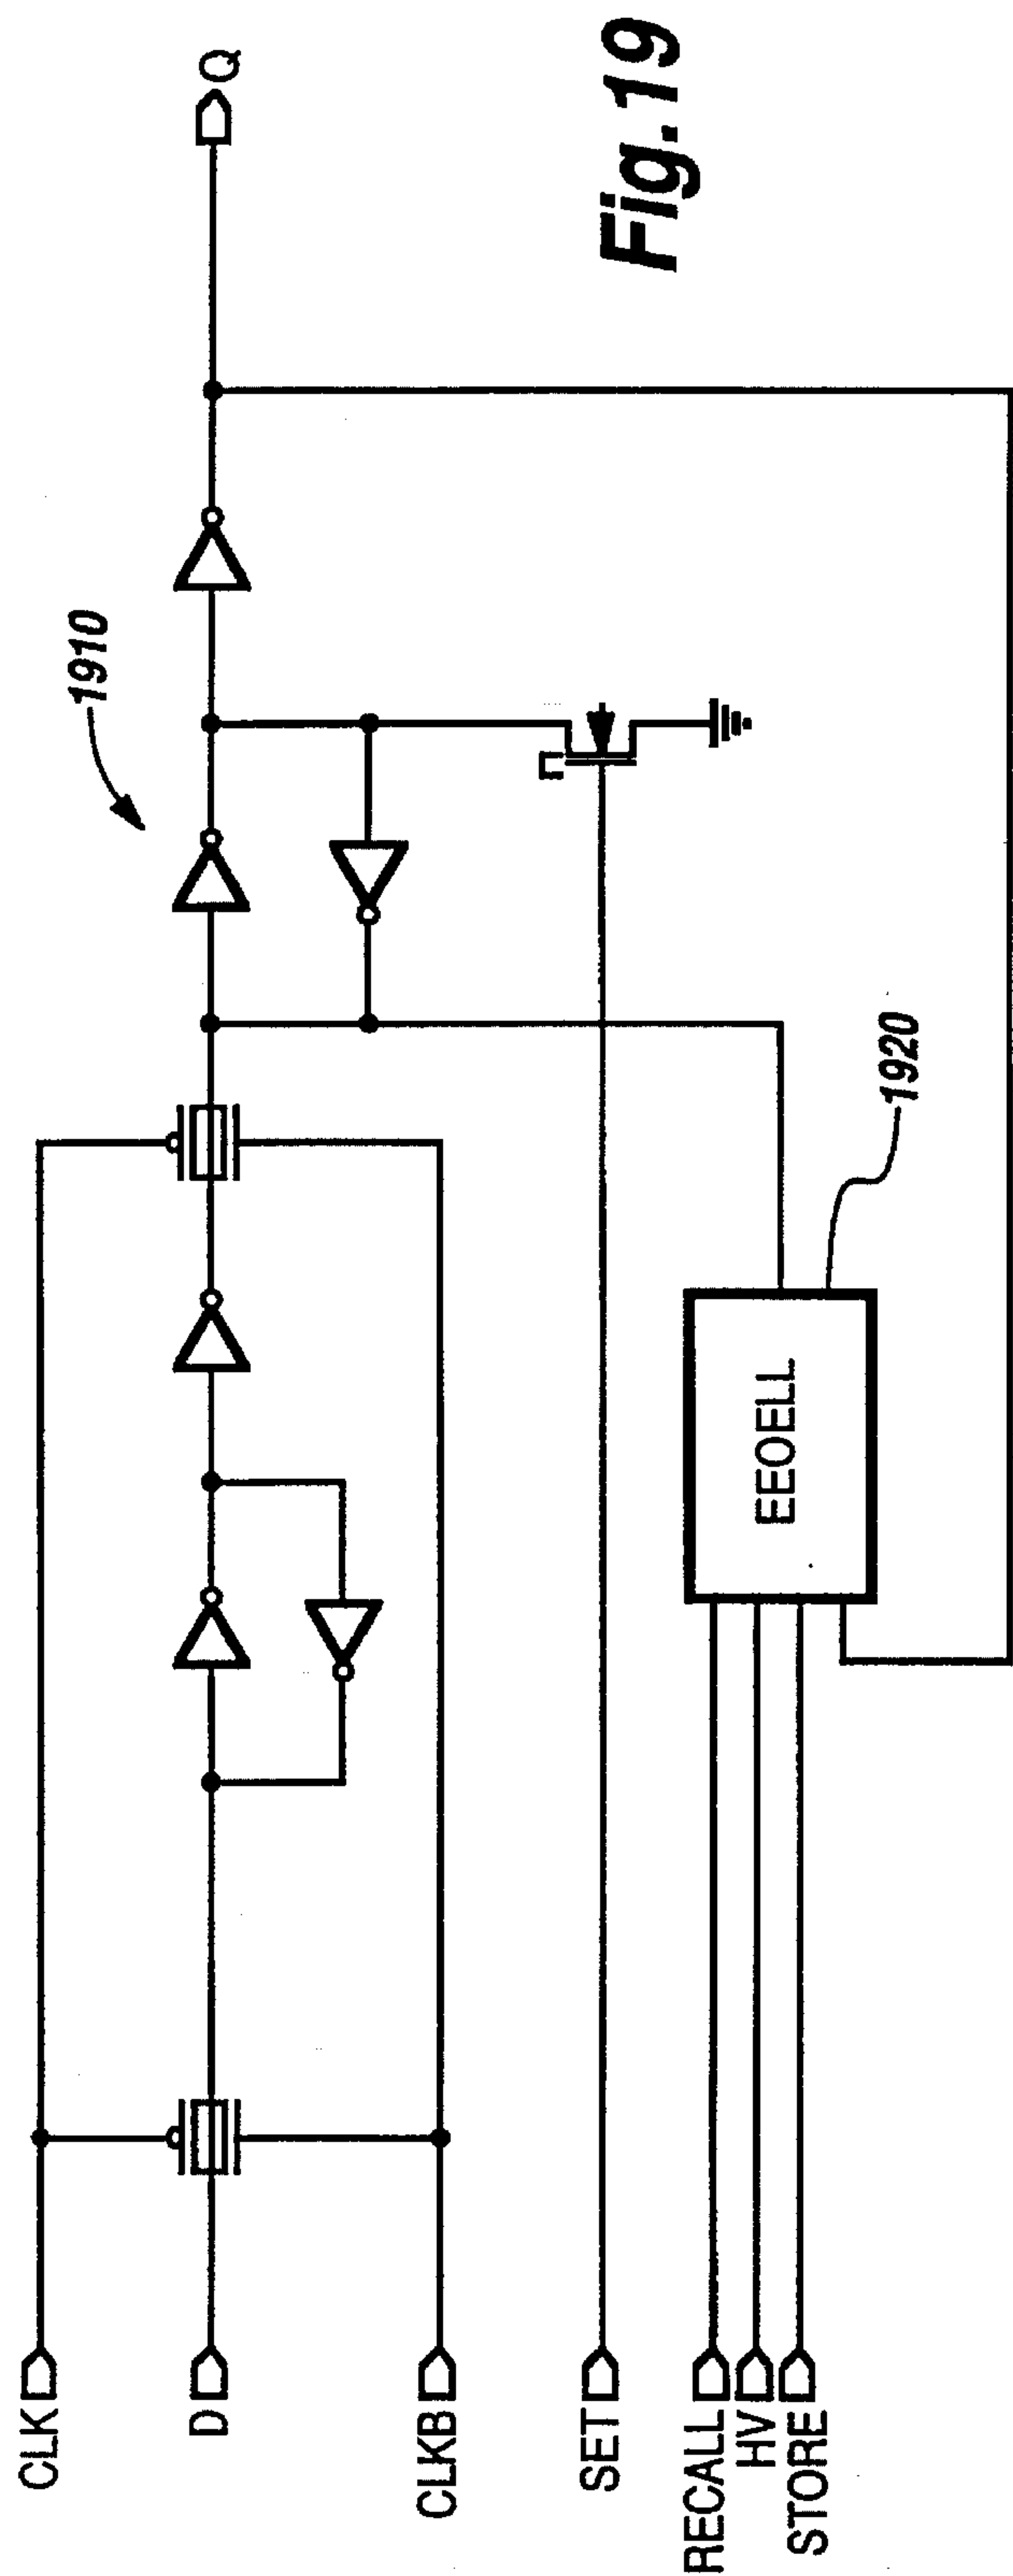 CLK
D
CLKB
SET
RECALL
HV
STORE
EEOELL
1920
1910
Q
Fig.19